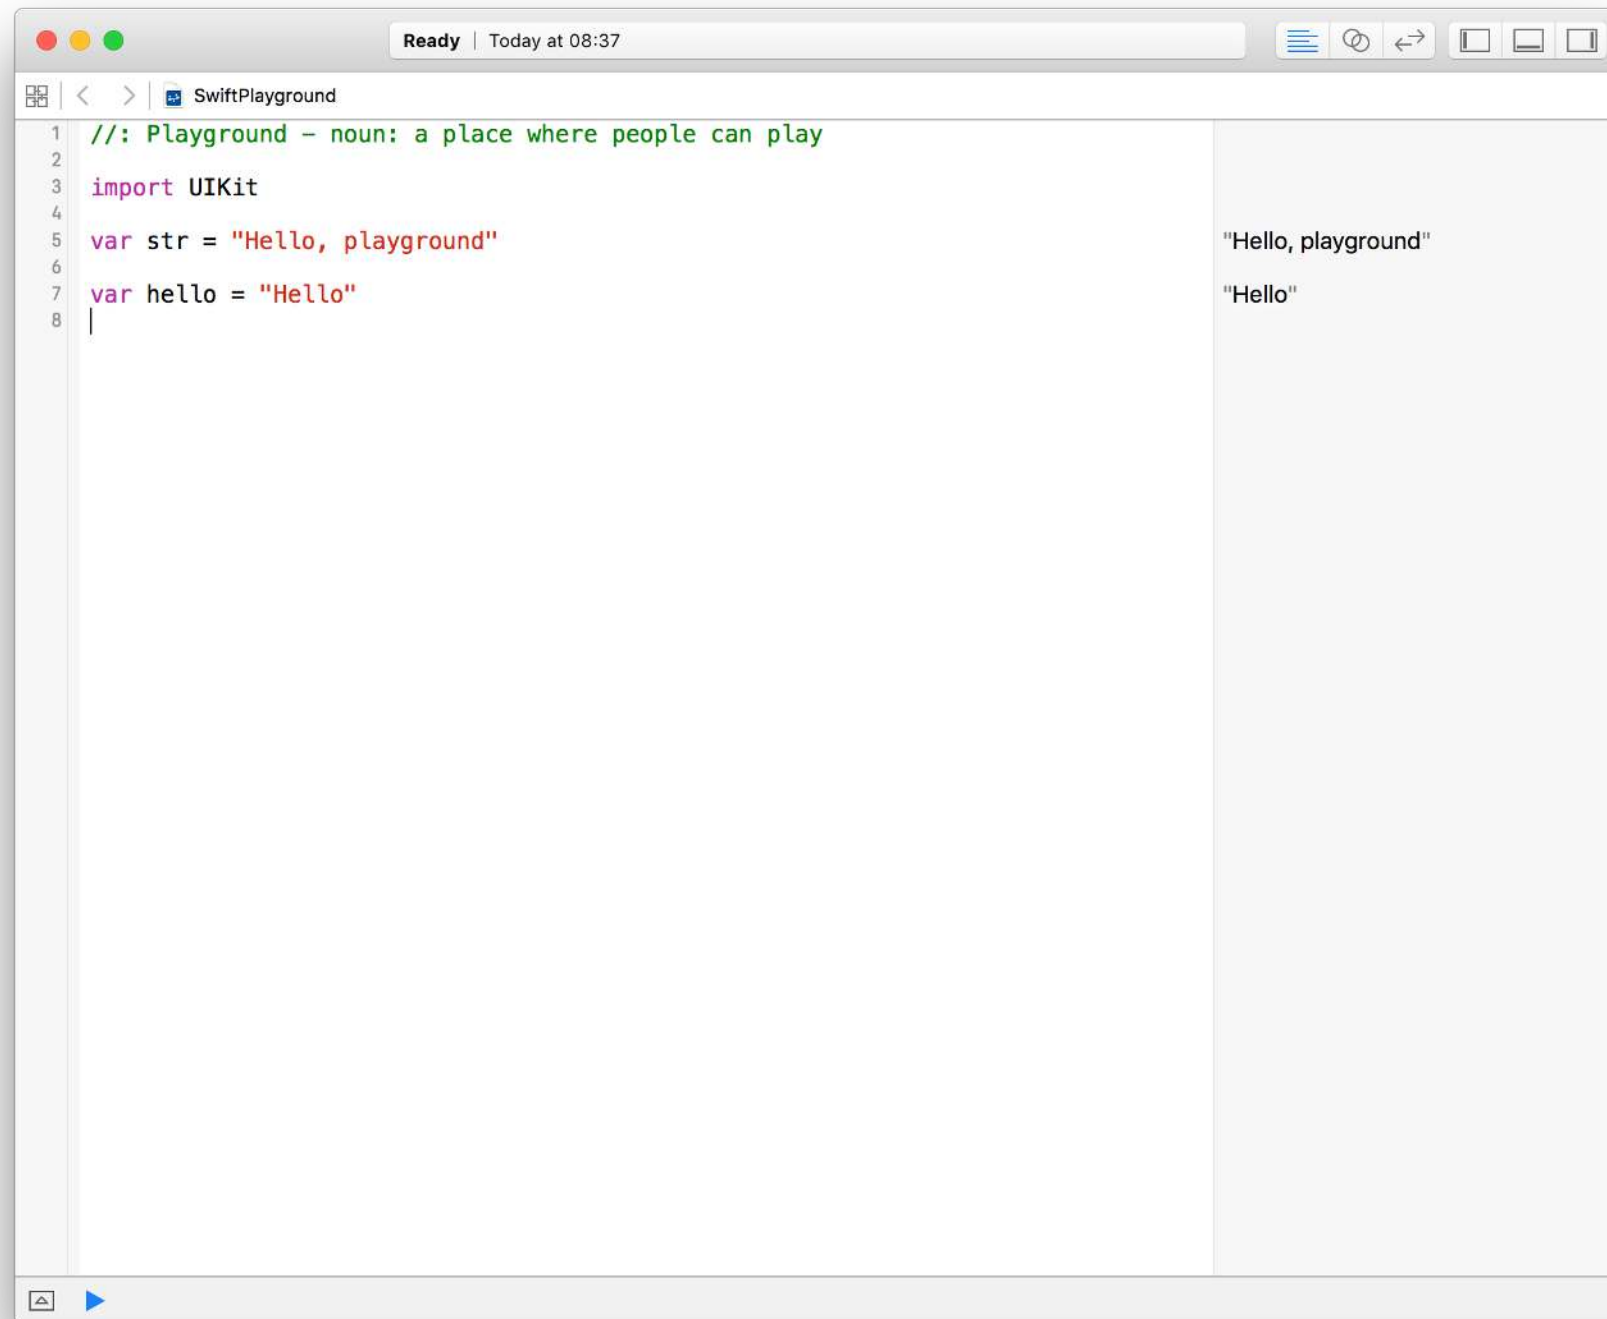 Ready | Today at 08:37
SwiftPlayground
1 //: Playground – noun: a place where people can play
2
3 import UIKit
4
5 var str = "Hello, playground" "Hello, playground"
6
7 var hello = "Hello" "Hello"
8